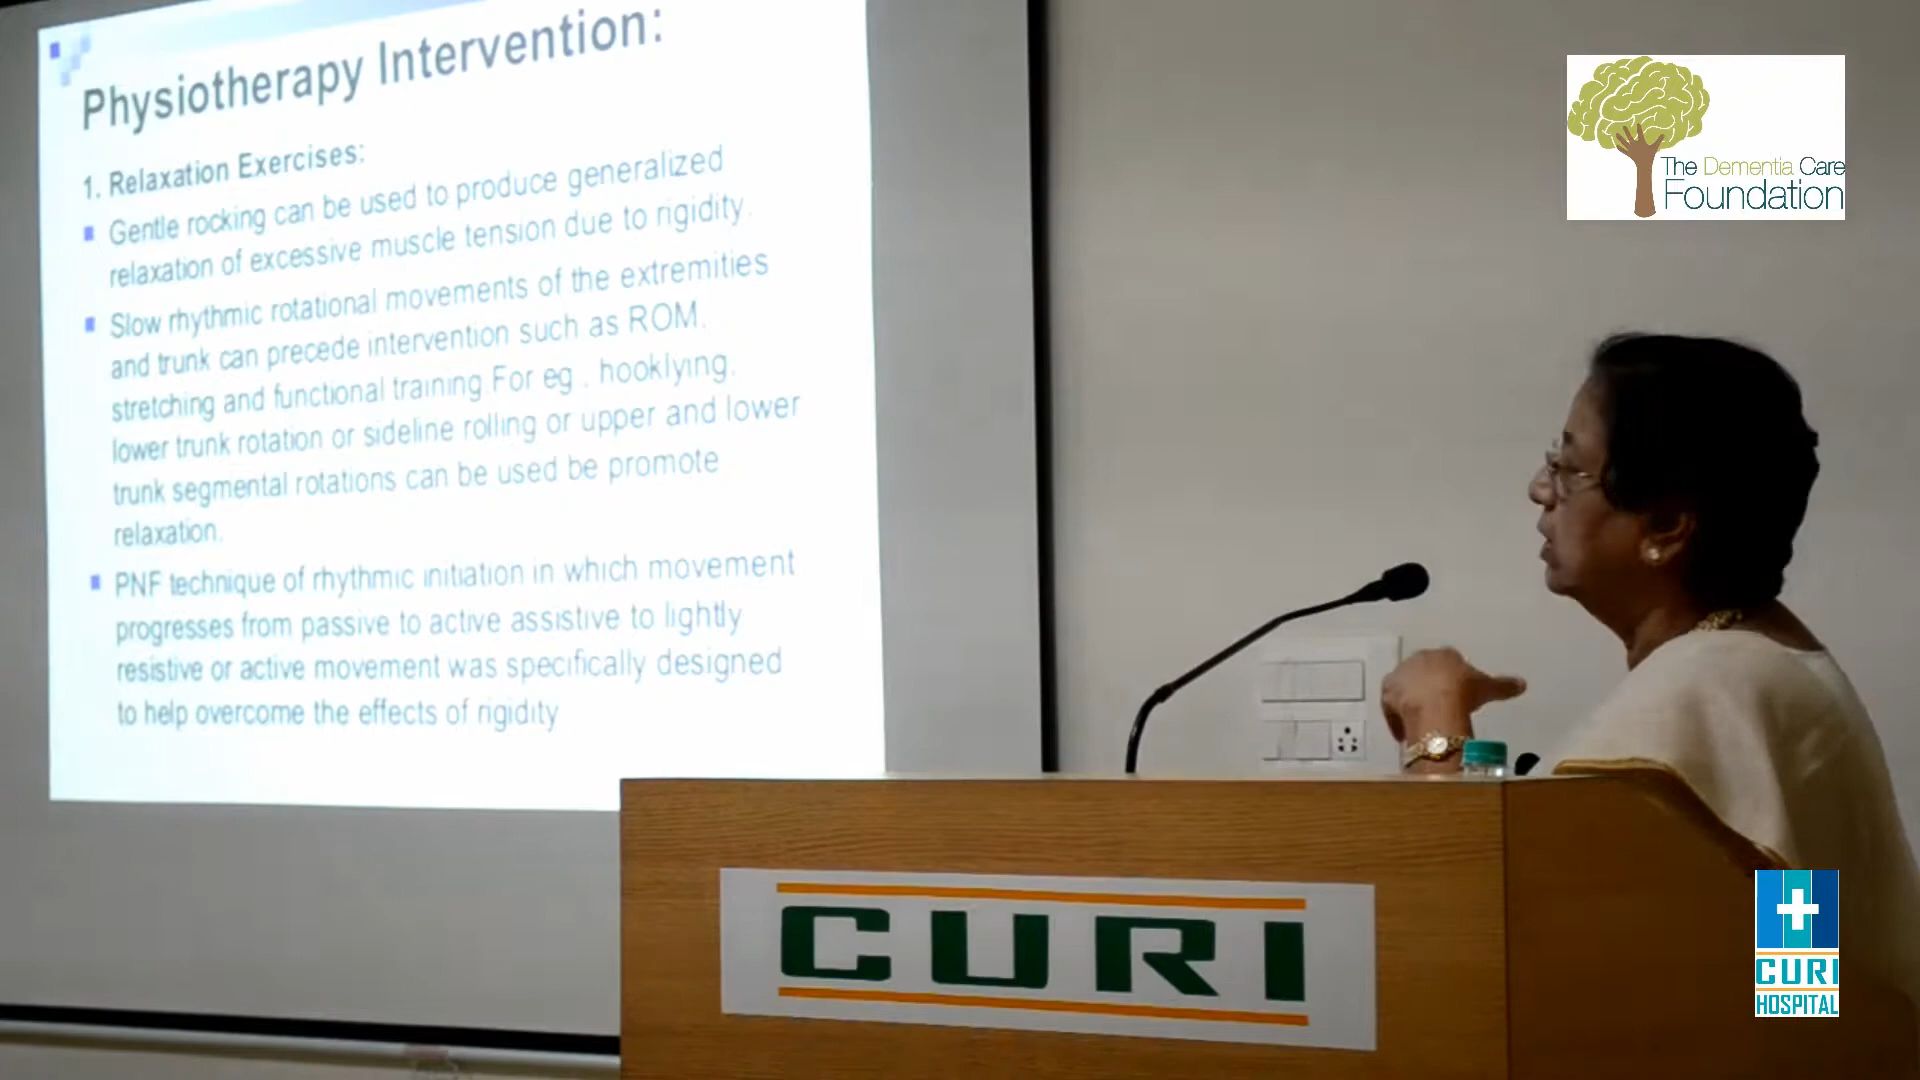 Physiotherapy Intervention:
1. Relaxation Exercises:
Gentle rocking can be used to produce generalized
relaxation of excessive muscle tension due to rigidity.
Slow rhythmic rotational movements of the extremities
and trunk can precede intervention such as ROM,
stretching and functional training.For eg , hooklying,
lower trunk rotation or sideline rolling or upper and lower
trunk segmental rotations can be used be promote
relaxation.
PNF technique of rhythmic initiation in which movement
progresses from passive to active assistive to lightly
resistive or active movement was specifically designed
to help overcome the effects of rigidity
The Dementia Care
Foundation
CURI
CURI
HOSPITAL